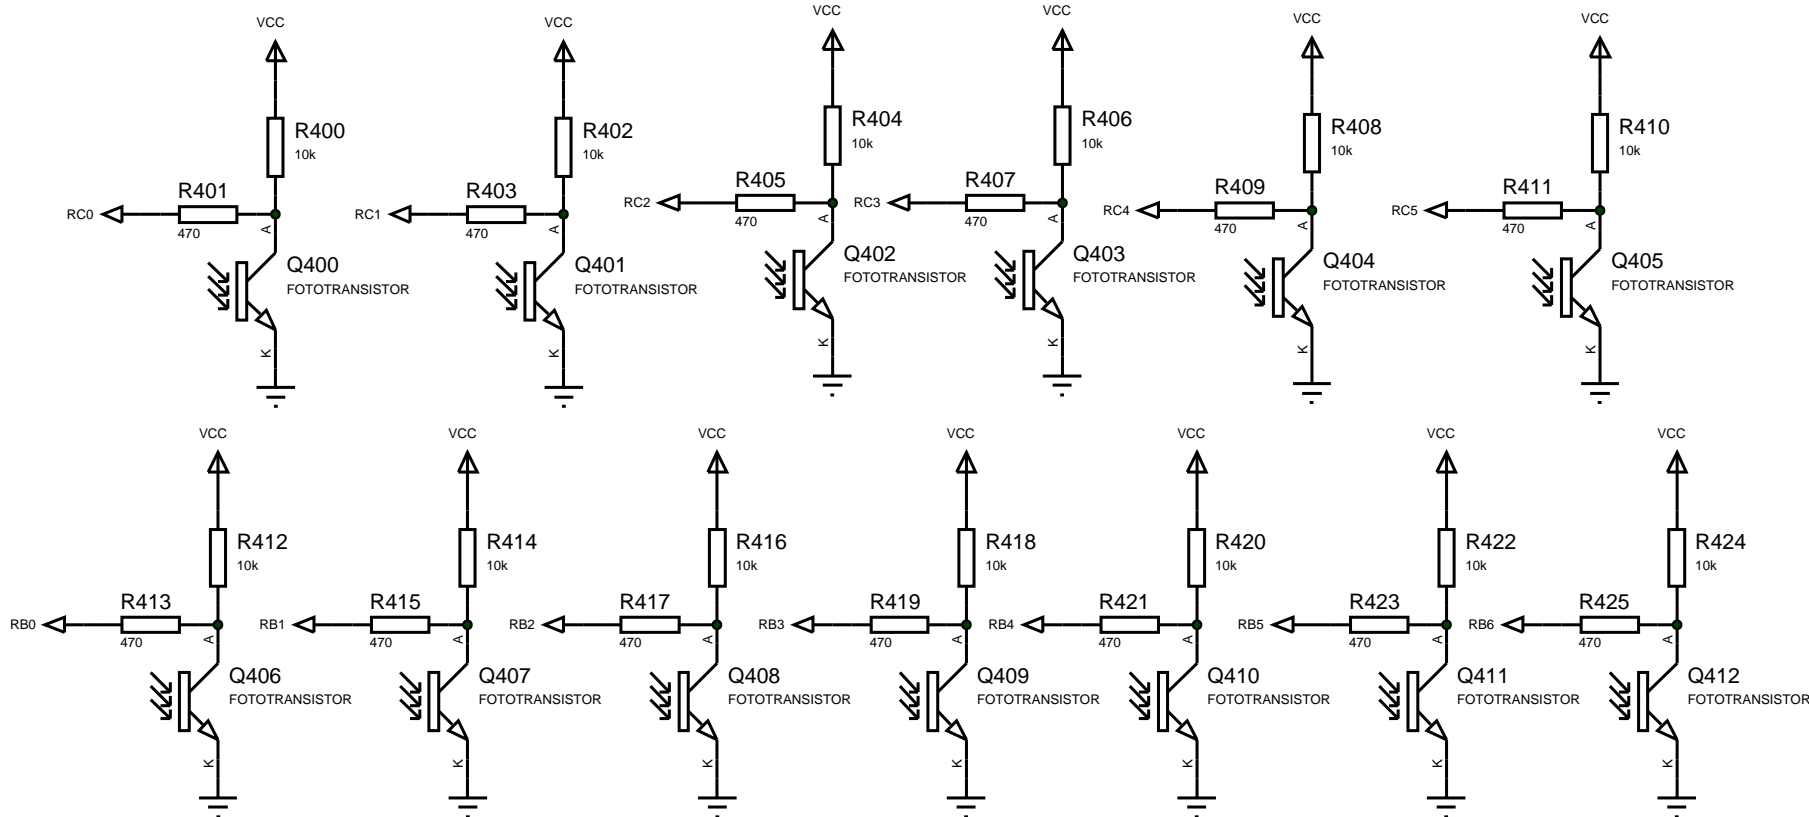 VCC
VCC
VCC
VCC
VCC
VCC
R400
10k
R402
10k
R404
10k
R406
10k
R408
10k
R410
10k
RC0
R401
470
A
RC1
R403
470
A
RC2
R405
470
A
RC3
R407
470
A
RC4
R409
470
A
RC5
R411
470
A
Q400
FOTOTRANSISTOR
K
Q401
FOTOTRANSISTOR
K
Q402
FOTOTRANSISTOR
K
Q403
FOTOTRANSISTOR
K
Q404
FOTOTRANSISTOR
K
Q405
FOTOTRANSISTOR
K
VCC
VCC
VCC
VCC
VCC
VCC
VCC
R412
10k
R414
10k
R416
10k
R418
10k
R420
10k
R422
10k
R424
10k
RB0
R413
470
A
RB1
R415
470
A
RB2
R417
470
A
RB3
R419
470
A
RB4
R421
470
A
RB5
R423
470
A
RB6
R425
470
A
Q406
FOTOTRANSISTOR
K
Q407
FOTOTRANSISTOR
K
Q408
FOTOTRANSISTOR
K
Q409
FOTOTRANSISTOR
K
Q410
FOTOTRANSISTOR
K
Q411
FOTOTRANSISTOR
K
Q412
FOTOTRANSISTOR
K